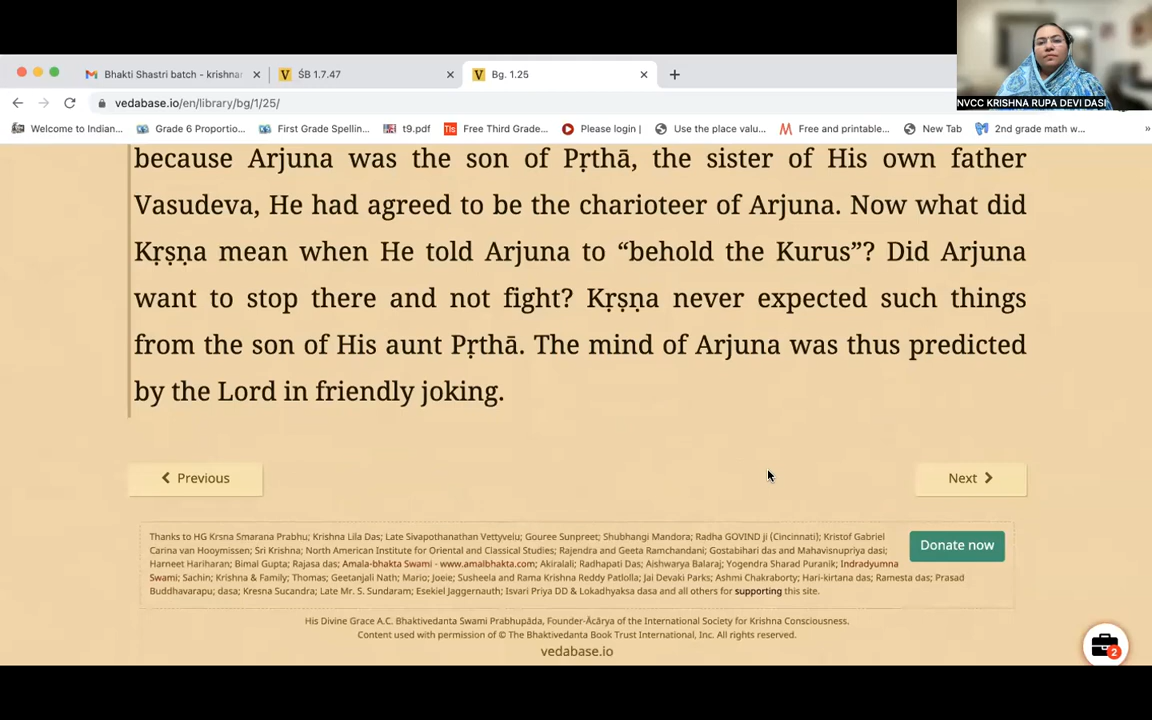 Bhakti Shastri batch - krishnar
ŚB 1.7.47
Bg. 1.25
vedabase.io/en/library/bg/1/25/
Welcome to Indian...
Grade 6 Proportio...
First Grade Spellin...
t9.pdf
Free Third Grade...
Please login |
Use the place valu...
Free and printable...
New Tab
2nd grade math w...
»
NVCC KRISHNA RUPA DEVI DASI
because Arjuna was the son of Pṛthā, the sister of His own father
Vasudeva, He had agreed to be the charioteer of Arjuna. Now what did
Kṛṣṇa mean when He told Arjuna to “behold the Kurus”? Did Arjuna
want to stop there and not fight? Kṛṣṇa never expected such things
from the son of His aunt Pṛthā. The mind of Arjuna was thus predicted
by the Lord in friendly joking.
Previous
Next
Thanks to HG Krsna Smarana Prabhu; Krishna Lila Das; Late Sivapothanathan Vettyvelu; Gouree Sunpreet; Shubhangi Mandora; Radha GOVIND ji (Cincinnati); Kristof Gabriel
Carina van Hooymissen; Sri Krishna; North American Institute for Oriental and Classical Studies; Rajendra and Geeta Ramchandani; Gostabihari das and Mahavisnupriya dasi;
Harneet Hariharan; Bimal Gupta; Rajasa das; Amala-bhakta Swami - www.amalbhakta.com; Akiralali; Radhapati Das; Aishwarya Balaraj; Yogendra Sharad Puranik; Indradyumna
Swami; Sachin; Krishna & Family; Thomas; Geetanjali Nath; Mario; Joeie; Susheela and Rama Krishna Reddy Patlolla; Jai Devaki Parks; Ashmi Chakraborty; Hari-kirtana das; Ramesta das; Prasad
Buddhavarapu; dasa; Kresna Sucandra; Late Mr. S. Sundaram; Esekiel Jaggernauth; Isvari Priya DD & Lokadhyaksa dasa and all others for supporting this site.
Donate now
His Divine Grace A.C. Bhaktivedanta Swami Prabhupāda, Founder-Ācārya of the International Society for Krishna Consciousness.
Content used with permission of © The Bhaktivedanta Book Trust International, Inc. All rights reserved.
vedabase.io
2